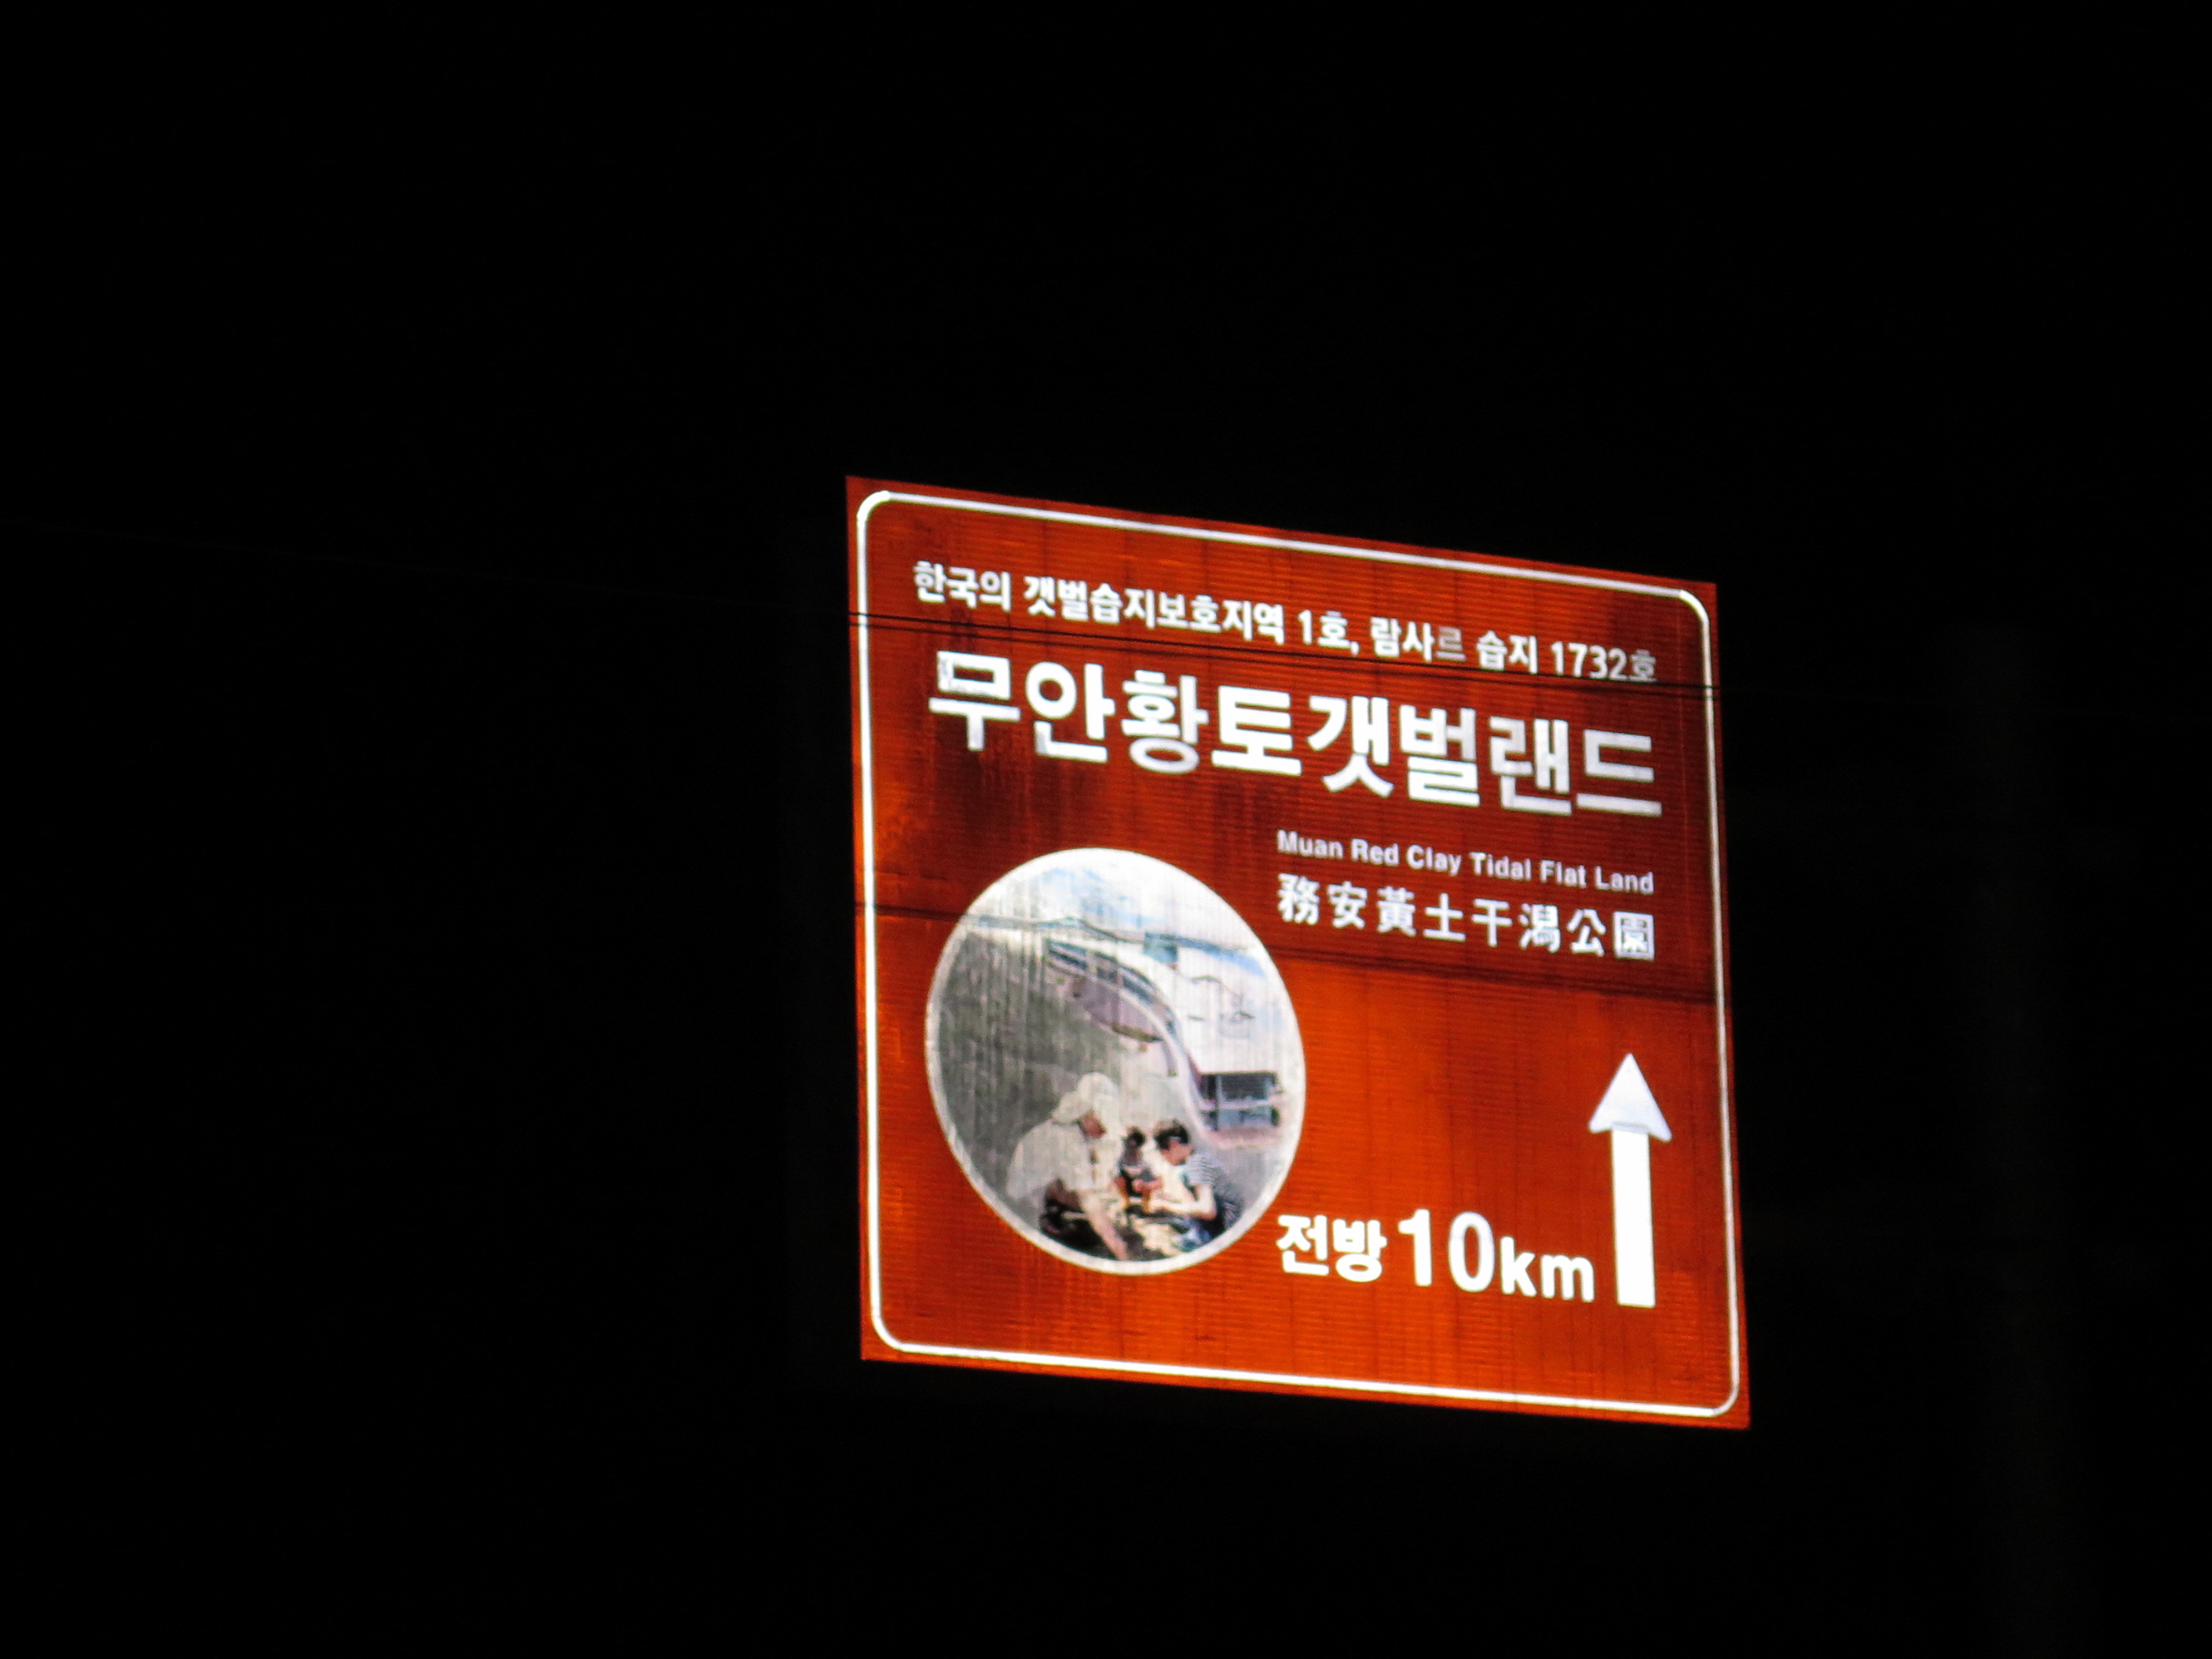 한국의 갯벌습지보호지역 1호, 람사르 습지 1732호
무안황토갯벌랜드
Muan Red Clay Tidal Flat Land
務安黃土干潟公園
전방 10km